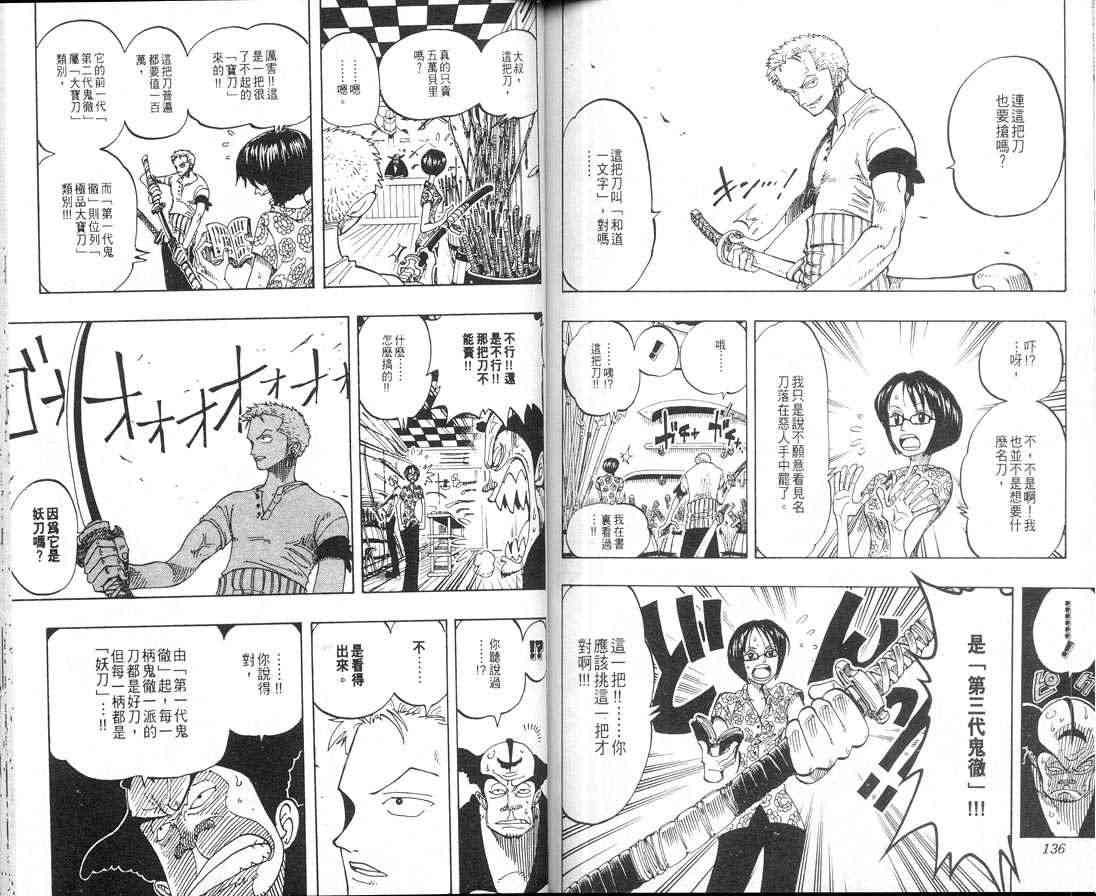 連這把刀
也要搶嗎?
這把刀叫「和道
一文字」,對嗎
……
吓!?
…呀,
不,不是啊!我
也並不是想要什
麼名刀,
我只是說不願意看見名
刀落在惡人手中罷了。
哦…
!!
……咦!?
這把刀!!
ガチャ
ガチャ
我在書
裏看過
…!!
………!!
是「第三代鬼徹」!!!
這一把!!……你
應該挑這一把才
對啊!!!
136
大叔,
這把刀,
真的只賣
五萬貝里
嗎?
…嗯
…嗯。
厲害!!這
是一把很
了不起的
「寶刀」
來的!!
這把刀普遍
都要值一百
萬,
它的前一代「
第二代鬼徹」
屬「大寶刀」
類別,
而「第一代鬼
徹」則位列「
極品大寶刀」
類別!!!
不行!!還
是不行!!
那把刀不
能賣!!
什麼……
怎麼搞的!!
ゴオオオオオオオ
因為它是
妖刀嗎?
!!?
你聽說過
……!?
不……
是看得
出來。
……!!
你說得
對,
由「第一代鬼
徹」起,每一
柄鬼徹一派的
刀都是好刀,
但每一柄都是
「妖刀」…!!